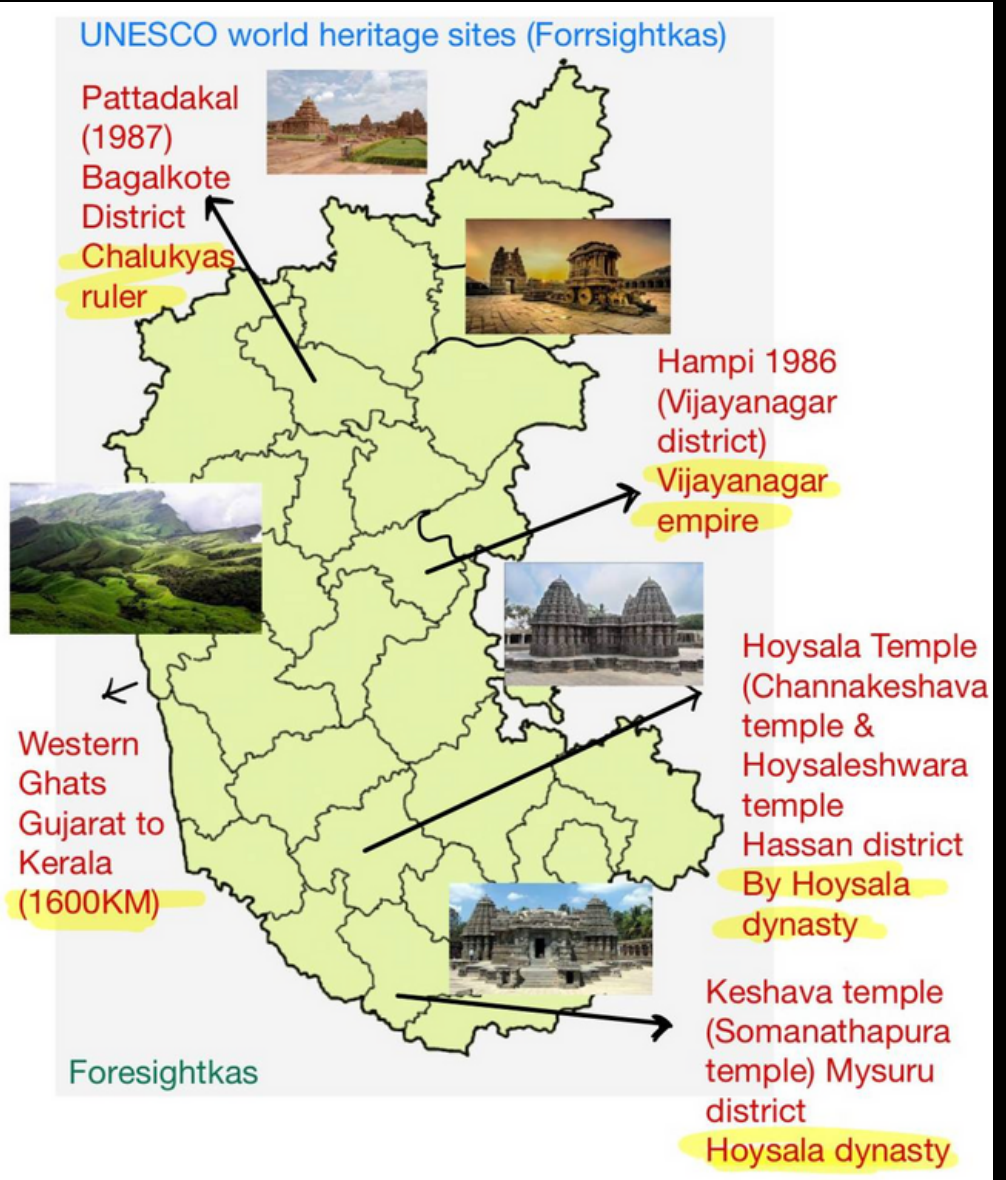 UNESCO world heritage sites (Forrsightkas)
Pattadakal
(1987)
Bagalkote
District
Chalukyas
ruler
Hampi 1986
(Vijayanagar
district)
Vijayanagar
empire
Hoysala Temple
(Channakeshava
temple &
Hoysaleshwara
temple
Hassan district
By Hoysala
dynasty
Western
Ghats
Gujarat to
Kerala
(1600KM)
Keshava temple
(Somanathapura
temple) Mysuru
district
Hoysala dynasty
Foresightkas